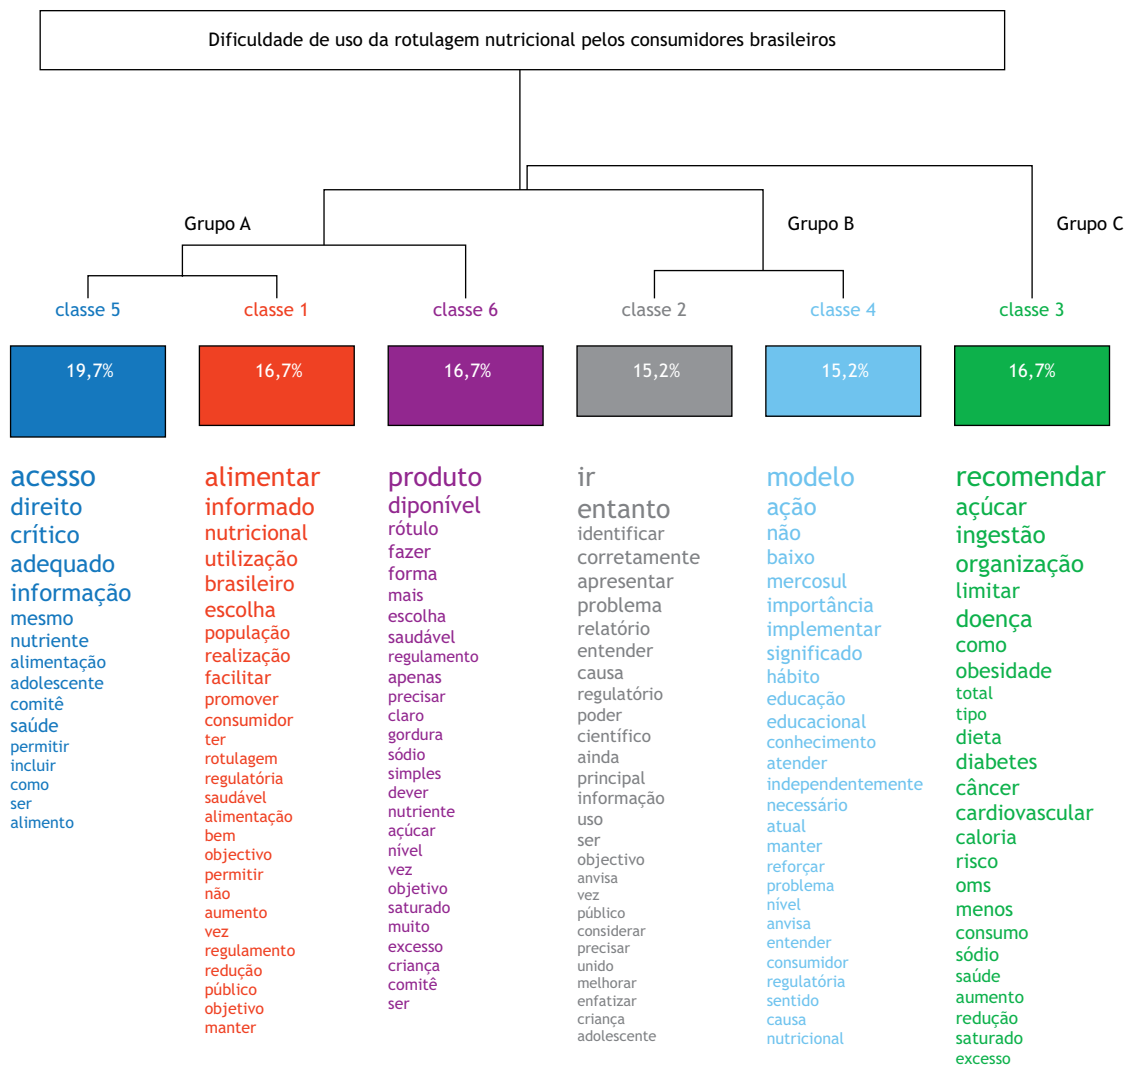 Dificuldade de uso da rotulagem nutricional pelos consumidores brasileiros
Grupo A
Grupo B
Grupo C
classe 5
19,7%
acesso
direito
crítico
adequado
informação
mesmo
nutriente
alimentação
adolescente
comitê
saúde
permitir
incluir
como
ser
alimento
classe 1
16,7%
alimentar
informado
nutricional
utilização
brasileiro
escolha
população
realização
facilitar
promover
consumidor
ter
rotulagem
regulatória
saudável
alimentação
bem
objectivo
permitir
não
aumento
vez
regulamento
redução
público
objetivo
manter
classe 6
16,7%
produto
diponível
rótulo
fazer
forma
mais
escolha
saudável
regulamento
apenas
precisar
claro
gordura
sódio
simples
dever
nutriente
açúcar
nível
vez
objetivo
saturado
muito
excesso
criança
comitê
ser
classe 2
15,2%
ir
entanto
identificar
corretamente
apresentar
problema
relatório
entender
causa
regulatório
poder
científico
ainda
principal
informação
uso
ser
objectivo
anvisa
vez
público
considerar
precisar
unido
melhorar
enfatizar
criança
adolescente
classe 4
15,2%
modelo
ação
não
baixo
mercosul
importância
implementar
significado
hábito
educação
educacional
conhecimento
atender
independentemente
necessário
atual
manter
reforçar
problema
nível
anvisa
entender
consumidor
regulatória
sentido
causa
nutricional
classe 3
16,7%
recomendar
açúcar
ingestão
organização
limitar
doença
como
obesidade
total
tipo
dieta
diabetes
câncer
cardiovascular
caloria
risco
oms
menos
consumo
sódio
saúde
aumento
redução
saturado
excesso